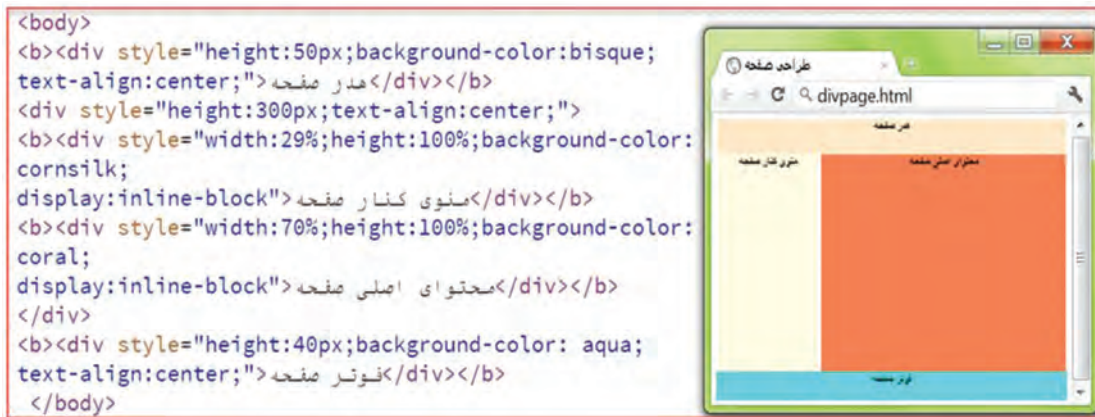 <body>
<b><div style="height:50px;background-color:bisque;
text-align:center;">هدر صفحه</div></b>
<div style="height:300px;text-align:center;">
<b><div style="width:29%;height:100%;background-color:
cornsilk;
display:inline-block">منوی کنار صفحه</div></b>
<b><div style="width:70%;height:100%;background-color:
coral;
display:inline-block">محتوای اصلی صفحه</div></b>
</div>
<b><div style="height:40px;background-color: aqua;
text-align:center;">فوتر صفحه</div></b>
</body>
طراحی صفحه
divpage.html
هدر صفحه
منوی کنار صفحه
محتوای اصلی صفحه
فوتر صفحه